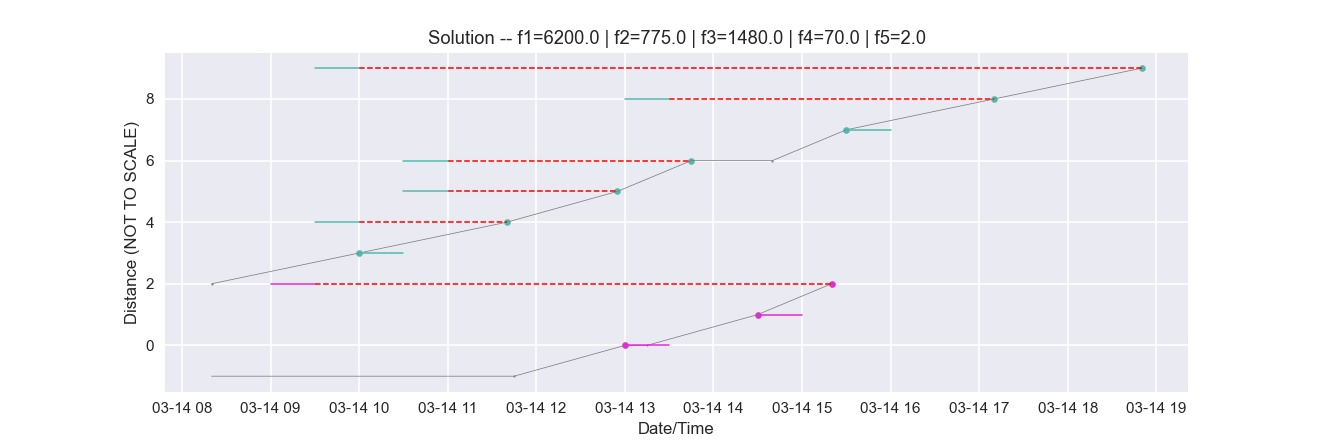 Solution -- f1=6200.0 | f2=775.0 | f3=1480.0 | f4=70.0 | f5=2.0
Distance (NOT TO SCALE)
8
6
4
2
0
03-14 08 03-14 09 03-14 10 03-14 11 03-14 12 03-14 13 03-14 14 03-14 15 03-14 16 03-14 17 03-14 18 03-14 19
Date/Time